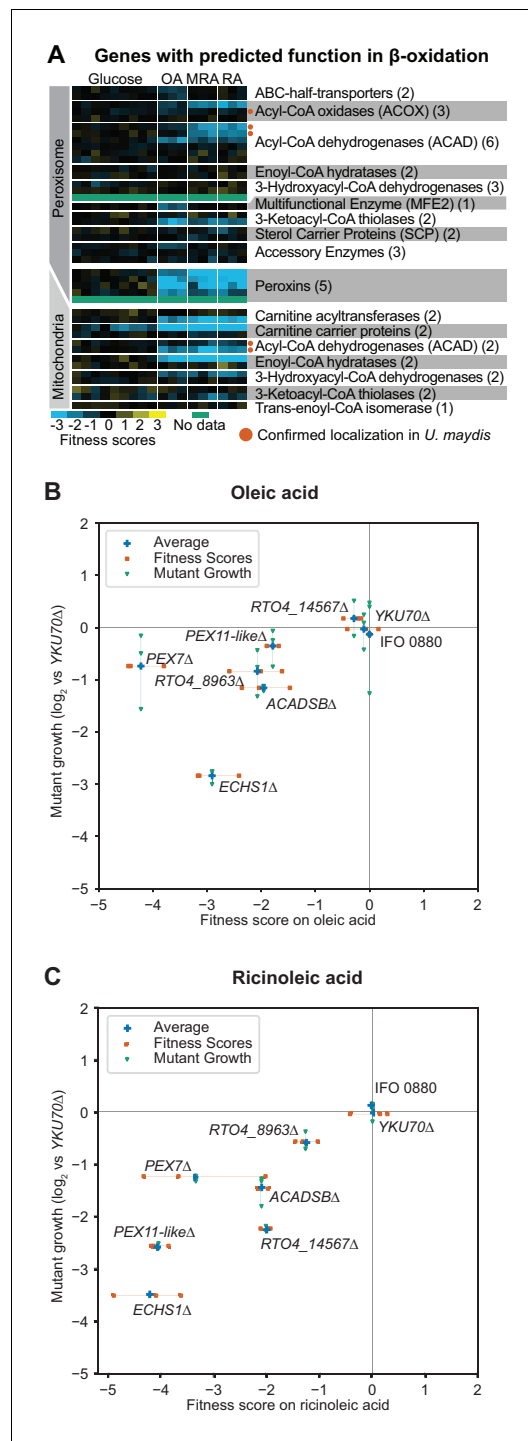 A Genes with predicted function in β-oxidation
Glucose OA MRA RA
Peroxisome
Mitochondria
ABC-half-transporters (2)
Acyl-CoA oxidases (ACOX) (3)
Acyl-CoA dehydrogenases (ACAD) (6)
Enoyl-CoA hydratases (2)
3-Hydroxyacyl-CoA dehydrogenases (3)
Multifunctional Enzyme (MFE2) (1)
3-Ketoacyl-CoA thiolases (2)
Sterol Carrier Proteins (SCP) (2)
Accessory Enzymes (3)
Peroxins (5)
Carnitine acyltransferases (2)
Carnitine carrier proteins (2)
Acyl-CoA dehydrogenases (ACAD) (2)
Enoyl-CoA hydratases (2)
3-Hydroxyacyl-CoA dehydrogenases (2)
3-Ketoacyl-CoA thiolases (2)
Trans-enoyl-CoA isomerase (1)
-3 -2 -1 0 1 2 3
Fitness scores
No data
Confirmed localization in U. maydis
B Oleic acid
Average
Fitness Scores
Mutant Growth
RTO4_14567Δ
YKU70Δ
IFO 0880
PEX11-likeΔ
PEX7Δ
RTO4_8963Δ
ACADSBΔ
ECHS1Δ
2
1
0
−1
−2
−3
−4
−5
Mutant growth (log2 vs YKU70Δ)
−5 −4 −3 −2 −1 0 1 2
Fitness score on oleic acid
C Ricinoleic acid
Average
Fitness Scores
Mutant Growth
IFO 0880
YKU70Δ
RTO4_8963Δ
PEX7Δ
ACADSBΔ
PEX11-likeΔ
RTO4_14567Δ
ECHS1Δ
2
1
0
−1
−2
−3
−4
−5
Mutant growth (log2 vs YKU70Δ)
−5 −4 −3 −2 −1 0 1 2
Fitness score on ricinoleic acid